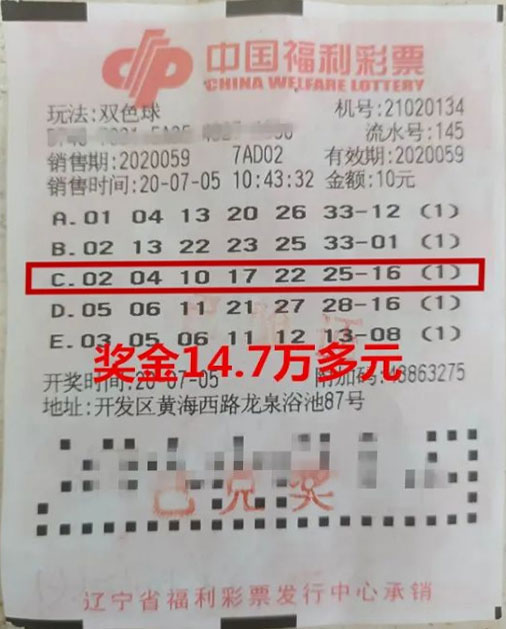 中国福利彩票
CHINA WELFARE LOTTERY
玩法:双色球 机号:21020134
流水号:145
销售期:2020059 7AD02 有效期:2020059
销售时间:20-07-05 10:43:32 金额:10元
A.01 04 13 20 26 33-12 (1)
B.02 13 22 23 25 33-01 (1)
C.02 04 10 17 22 25-16 (1)
D.05 06 11 21 27 28-16 (1)
E.03 05 06 11 12 13-08 (1)
奖金14.7万多元
开奖时间:20-07-05 附加码:43863275
地址:开发区黄海西路龙泉浴池87号
已兑奖
辽宁省福利彩票发行中心承销